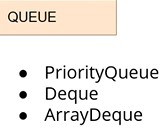 QUEUE
● PriorityQueue
● Deque
● ArrayDeque